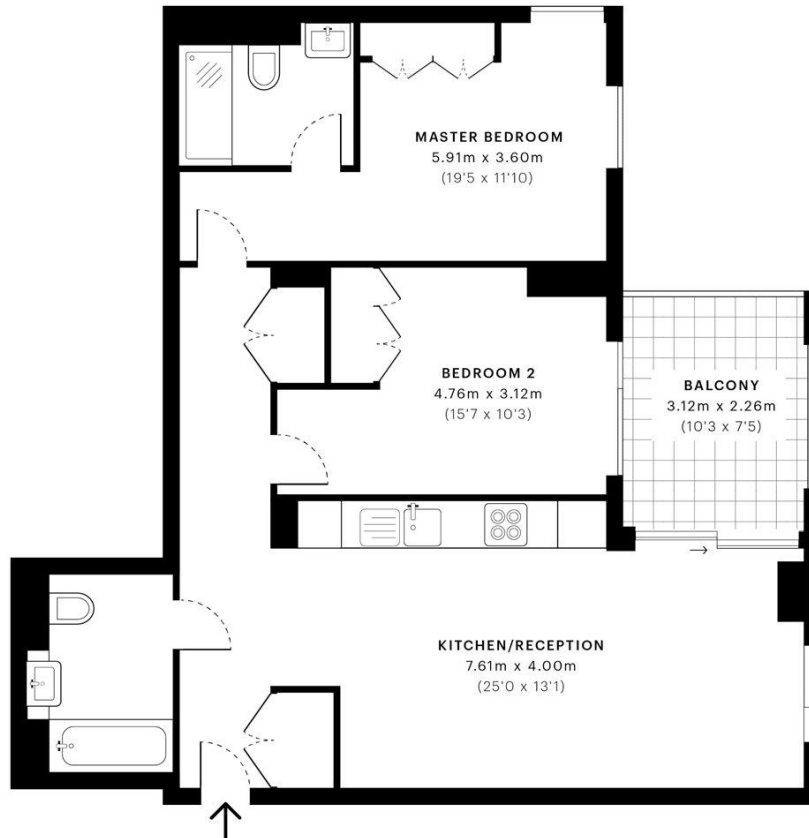 MASTER BEDROOM
5.91m x 3.60m
(19'5 x 11'10)
BEDROOM 2
4.76m x 3.12m
(15'7 x 10'3)
BALCONY
3.12m x 2.26m
(10'3 x 7'5)
KITCHEN/RECEPTION
7.61m x 4.00m
(25'0 x 13'1)